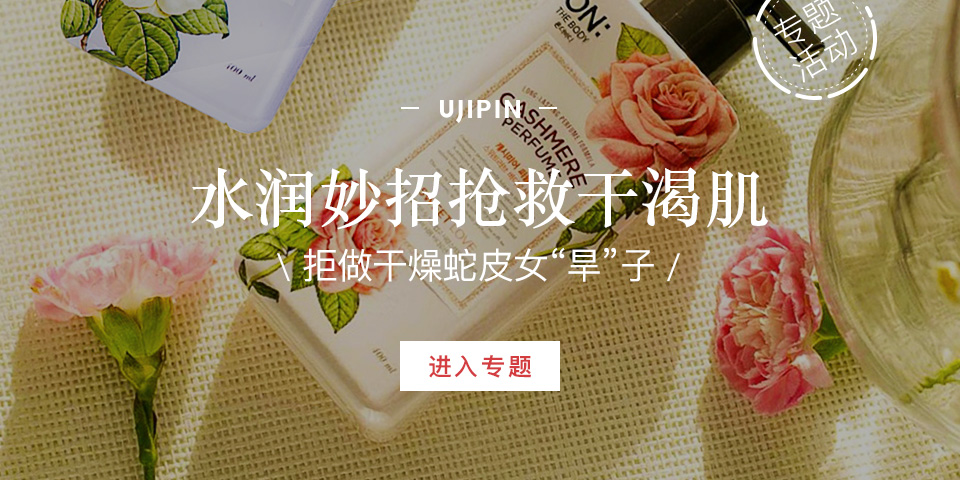 专题
活动
ON:
THE BODY
400 ml
— UJIPIN —
CASHMERE
PERFUME
水润妙招抢救干渴肌
\ 拒做干燥蛇皮女“旱”子 /
进入专题
400 ml